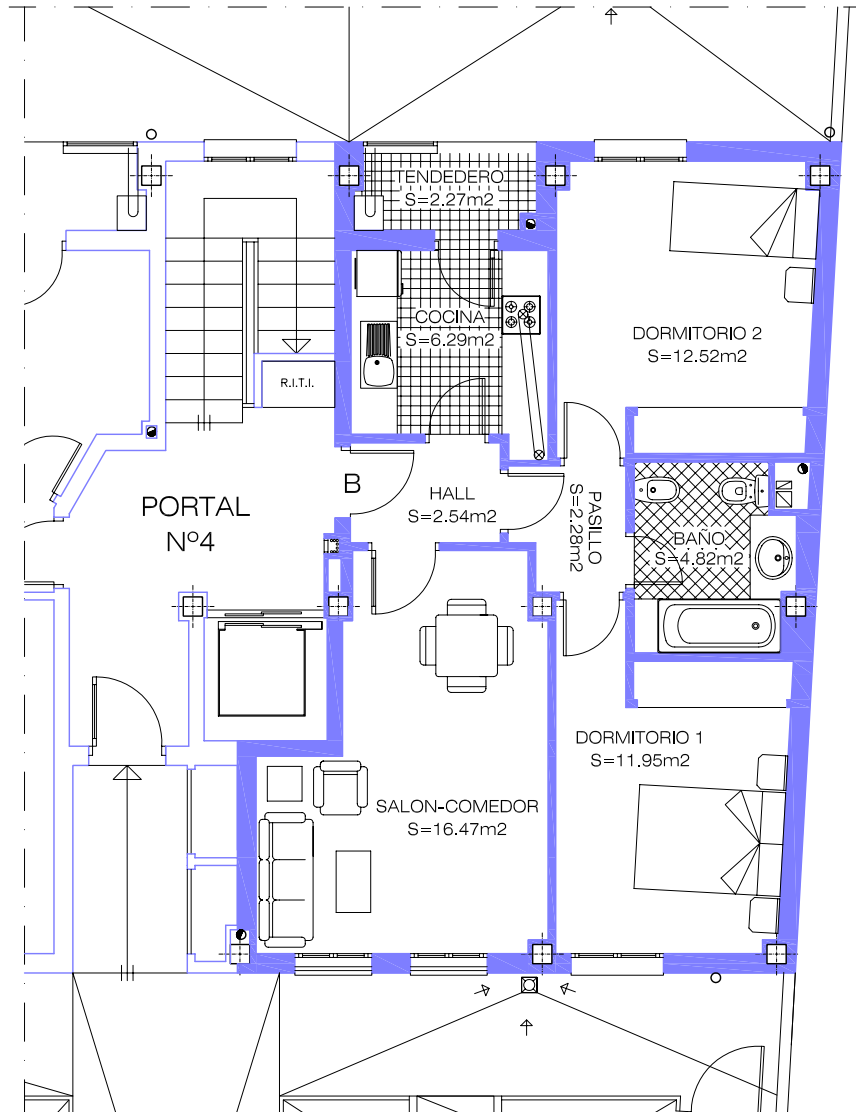 TENDEDERO
S=2.27m2
COCINA
S=6.29m2
DORMITORIO 2
S=12.52m2
R.I.T.I.
B
HALL
S=2.54m2
PASILLO
S=2.28m2
PORTAL
Nº4
BAÑO
S=4.82m2
DORMITORIO 1
S=11.95m2
SALON-COMEDOR
S=16.47m2